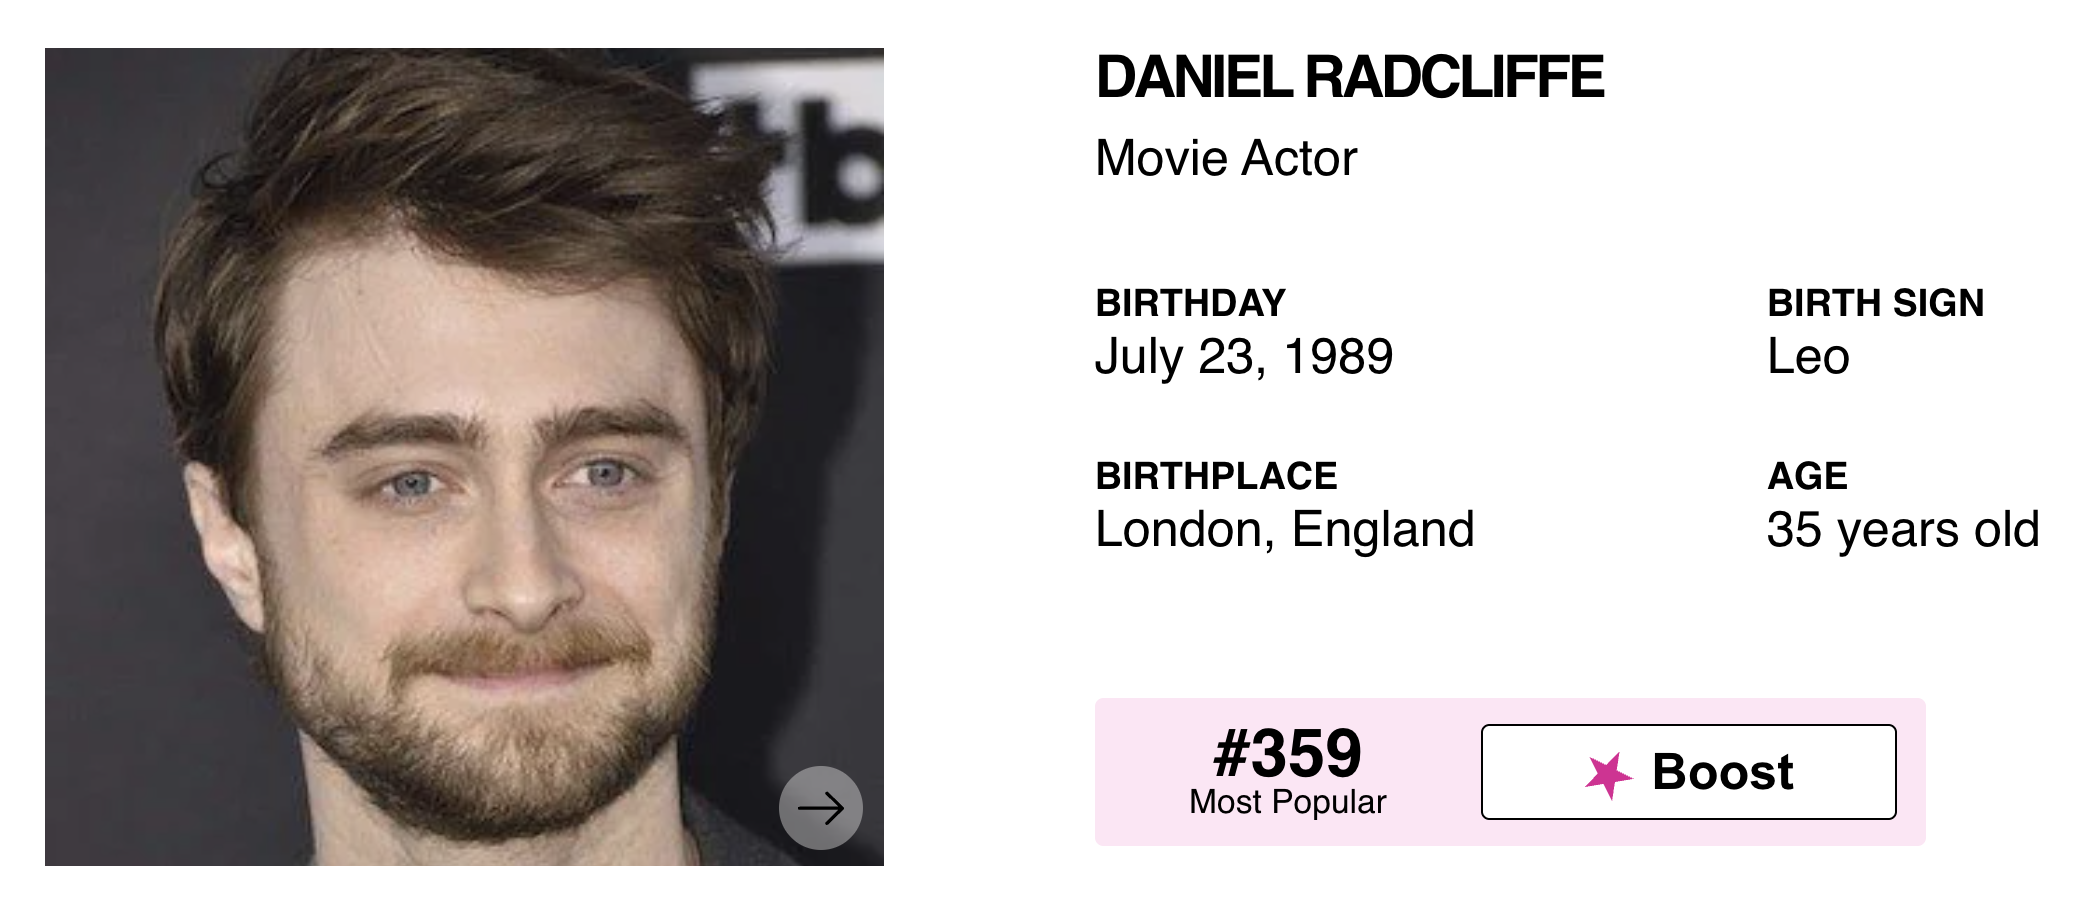 tb
DANIEL RADCLIFFE
Movie Actor
BIRTHDAY
July 23, 1989
BIRTH SIGN
Leo
BIRTHPLACE
London, England
AGE
35 years old
#359
Most Popular
Boost